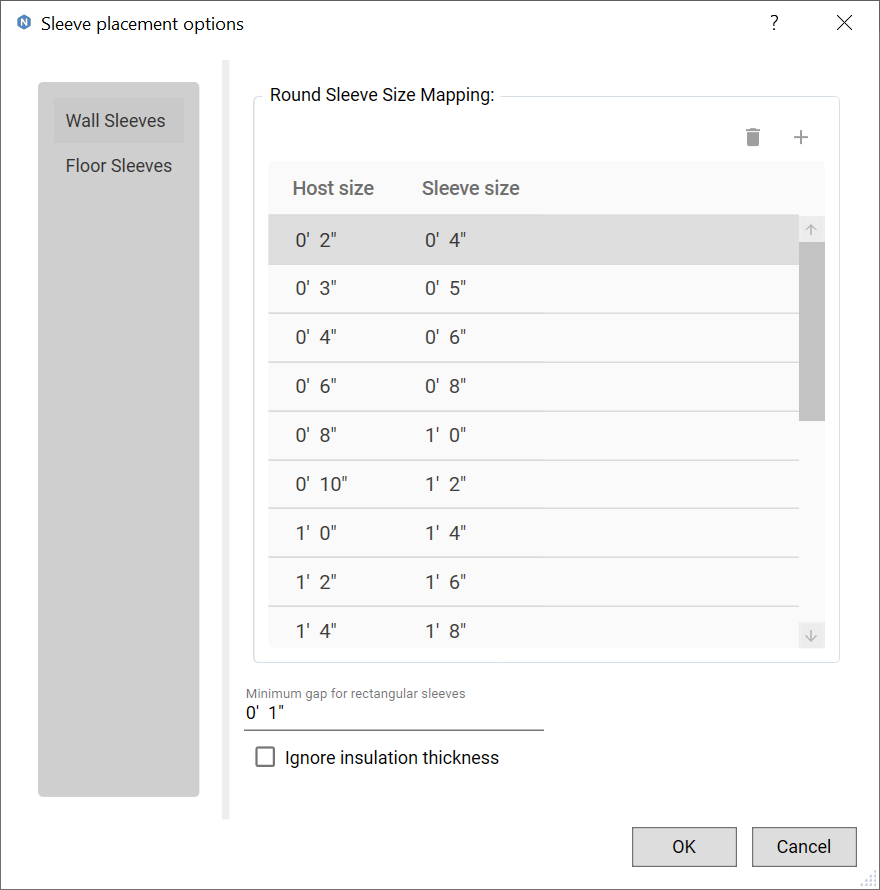 N Sleeve placement options ?
Wall Sleeves
Floor Sleeves
Round Sleeve Size Mapping:
Host size Sleeve size
0' 2" 0' 4"
0' 3" 0' 5"
0' 4" 0' 6"
0' 6" 0' 8"
0' 8" 1' 0"
0' 10" 1' 2"
1' 0" 1' 4"
1' 2" 1' 6"
1' 4" 1' 8"
Minimum gap for rectangular sleeves
0' 1"
Ignore insulation thickness
OK Cancel